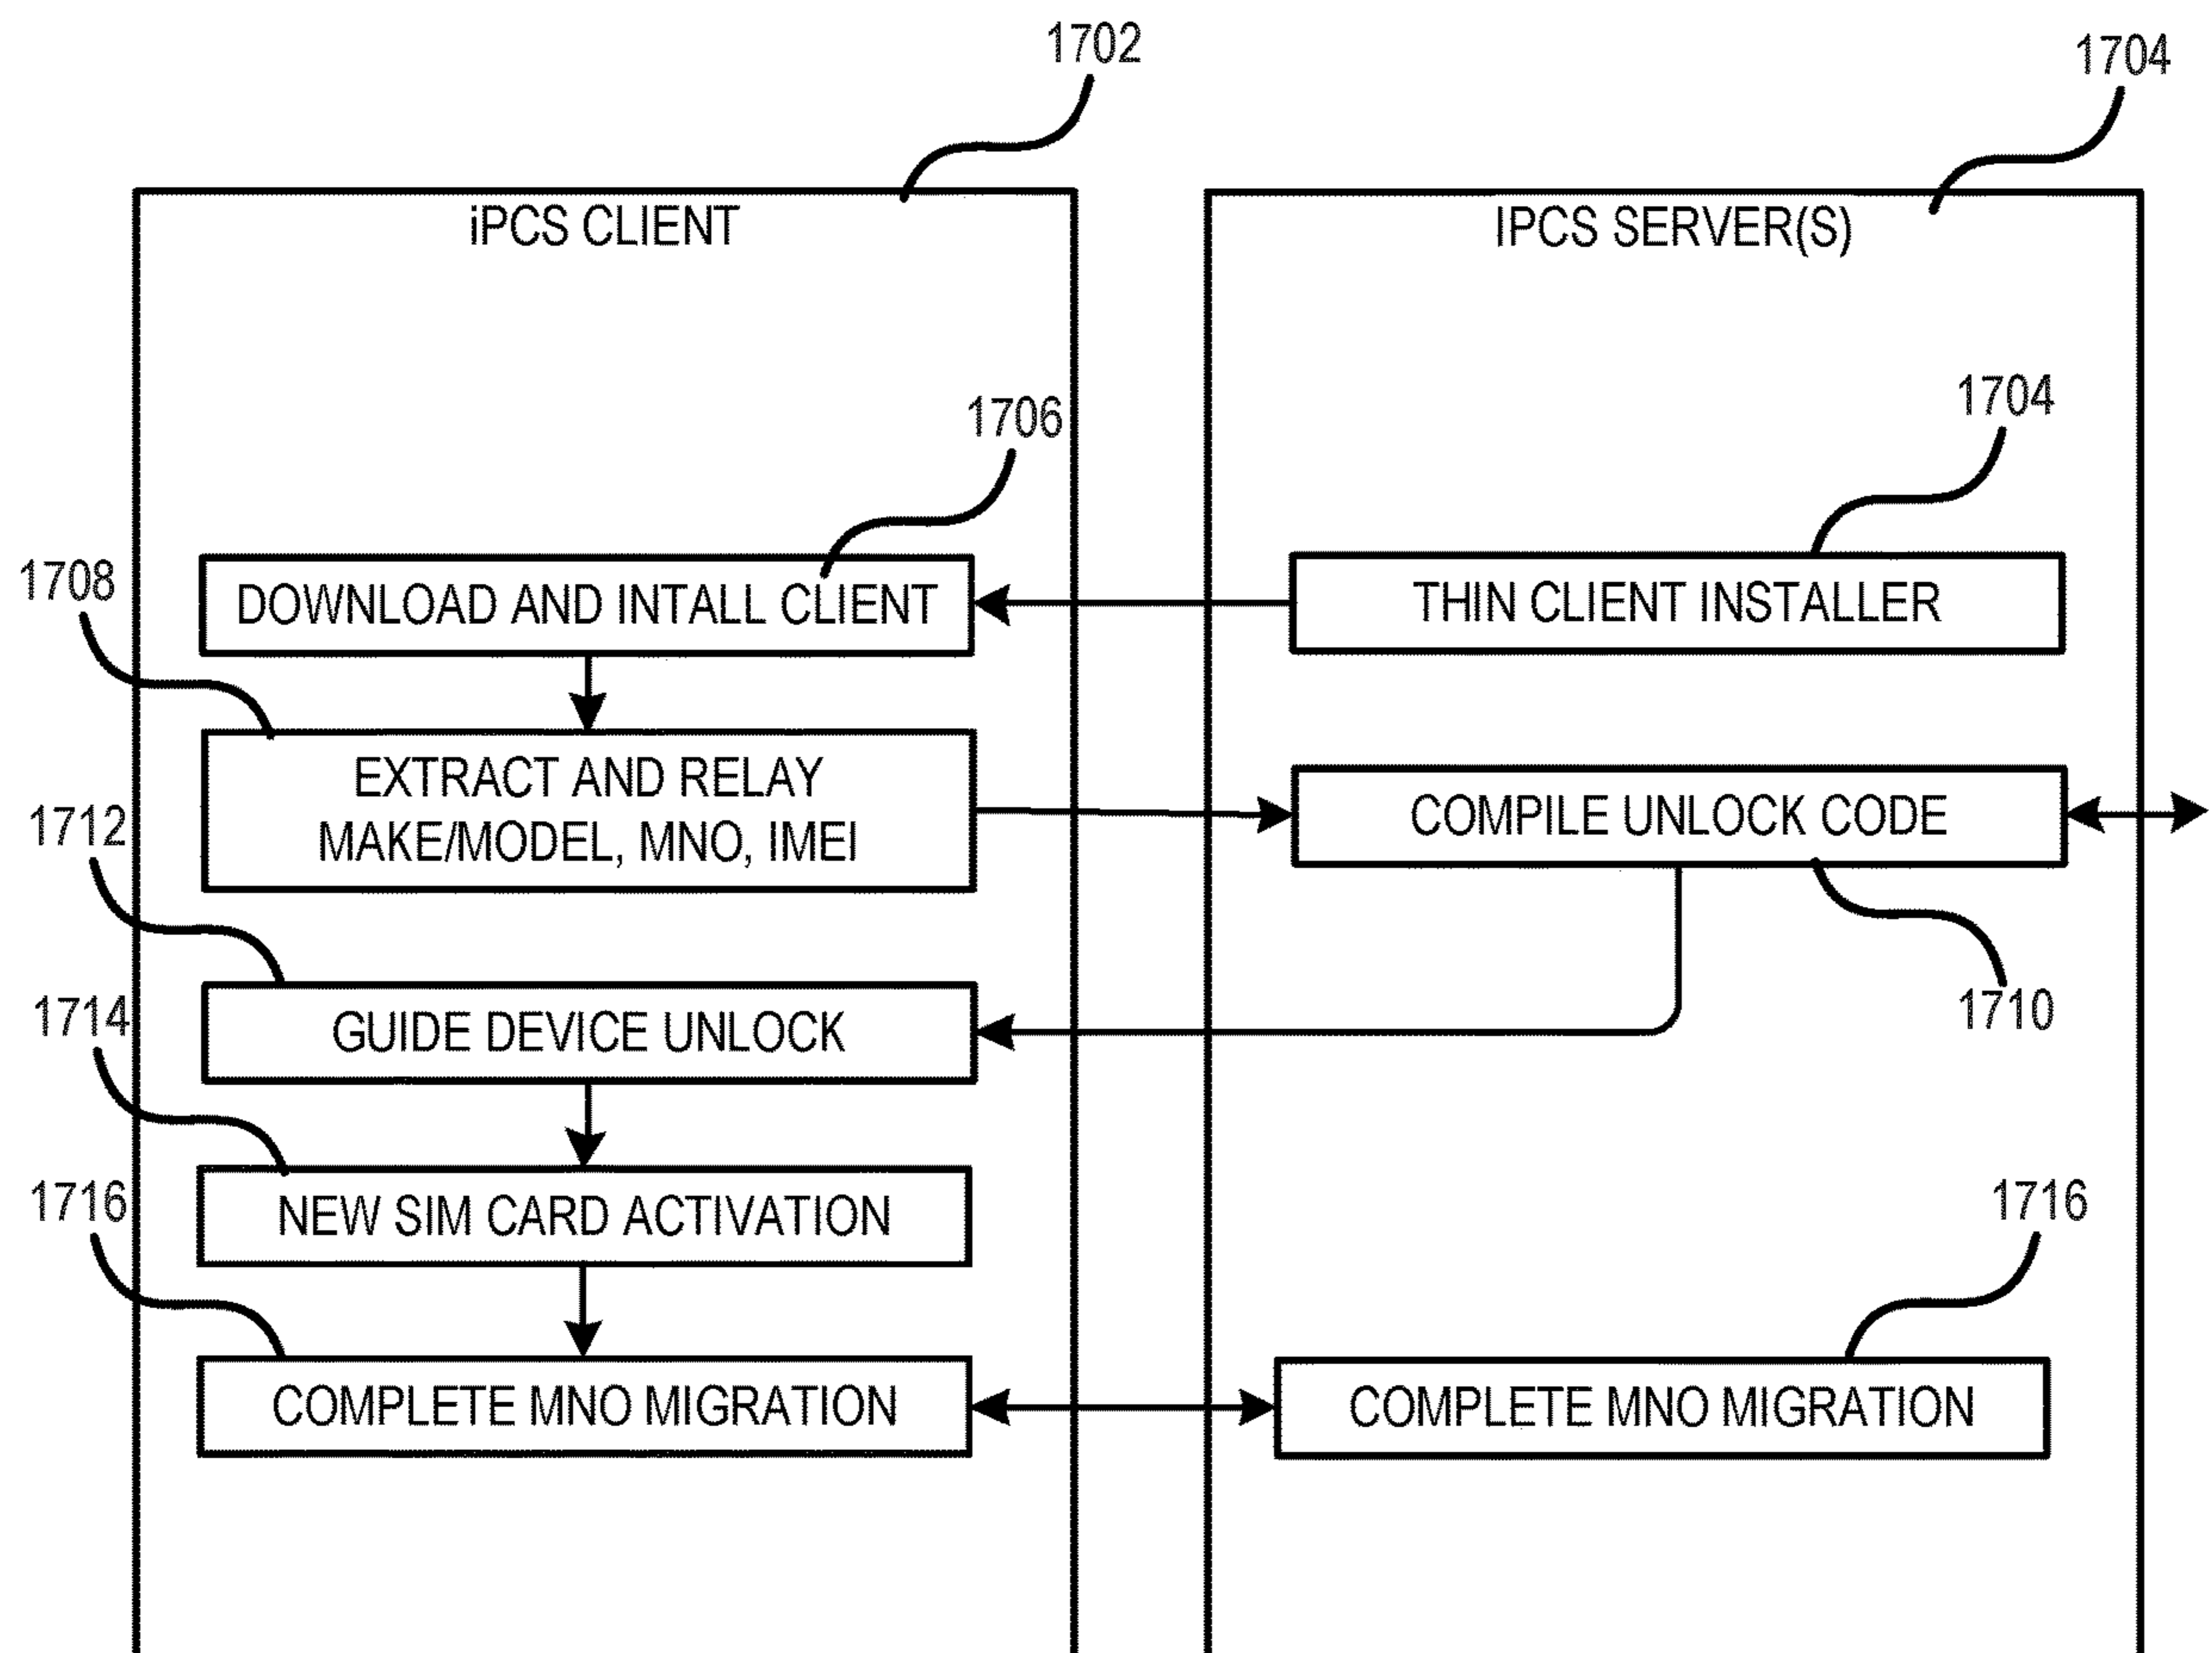 1702
1704
iPCS CLIENT
IPCS SERVER(S)
1706
1704
1708
DOWNLOAD AND INTALL CLIENT
THIN CLIENT INSTALLER
EXTRACT AND RELAY
MAKE/MODEL, MNO, IMEI
COMPILE UNLOCK CODE
1712
1710
1714
GUIDE DEVICE UNLOCK
1716
NEW SIM CARD ACTIVATION
1716
COMPLETE MNO MIGRATION
COMPLETE MNO MIGRATION